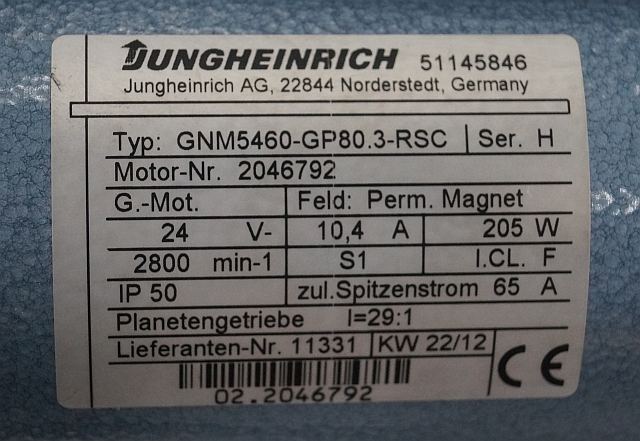 JUNGHEINRICH 51145846
Jungheinrich AG, 22844 Norderstedt, Germany
Typ: GNM5460-GP80.3-RSC Ser. H
Motor-Nr. 2046792
G.-Mot. Feld: Perm. Magnet
24 V- 10,4 A 205 W
2800 min-1 S1 I.CL. F
IP 50 zul.Spitzenstrom 65 A
Planetengetriebe I=29:1
Lieferanten-Nr. 11331 KW 22/12
CE
02.2046792